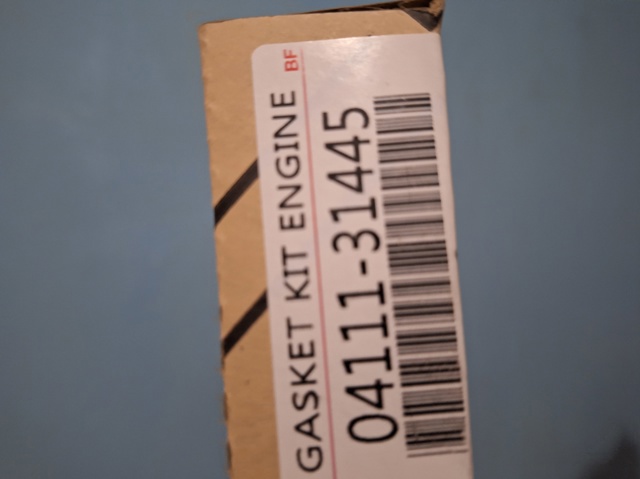 GASKET KIT ENGINE BF
04111-31445